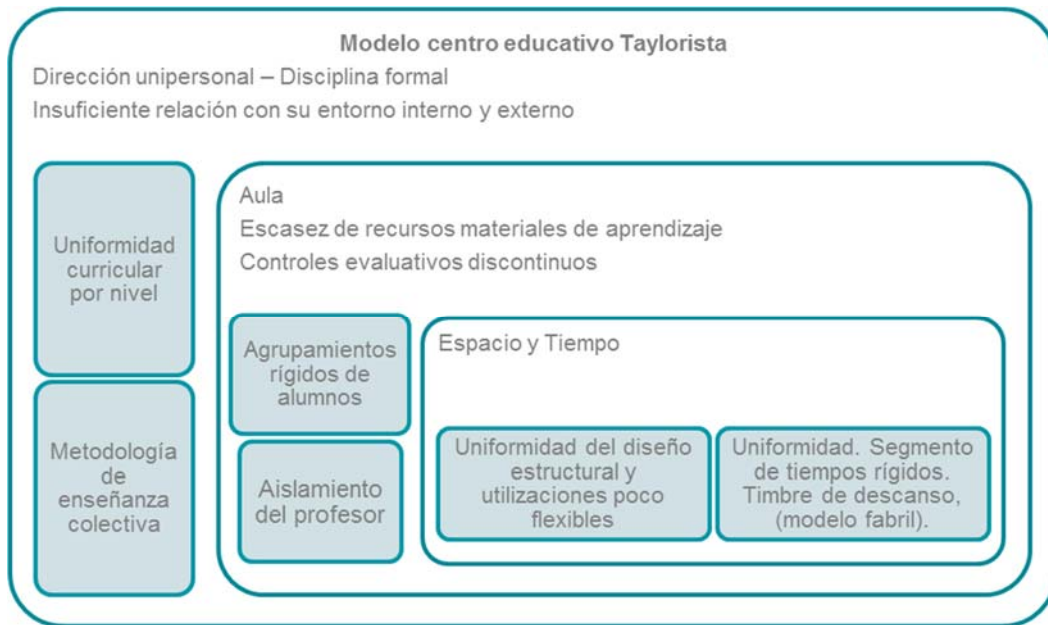 Modelo centro educativo Taylorista
Dirección unipersonal – Disciplina formal
Insuficiente relación con su entorno interno y externo
Uniformidad
curricular
por nivel
Metodología
de
enseñanza
colectiva
Aula
Escasez de recursos materiales de aprendizaje
Controles evaluativos discontinuos
Agrupamientos
rígidos de
alumnos
Aislamiento
del profesor
Espacio y Tiempo
Uniformidad del diseño
estructural y
utilizaciones poco
flexibles
Uniformidad. Segmento
de tiempos rígidos.
Timbre de descanso,
(modelo fabril).